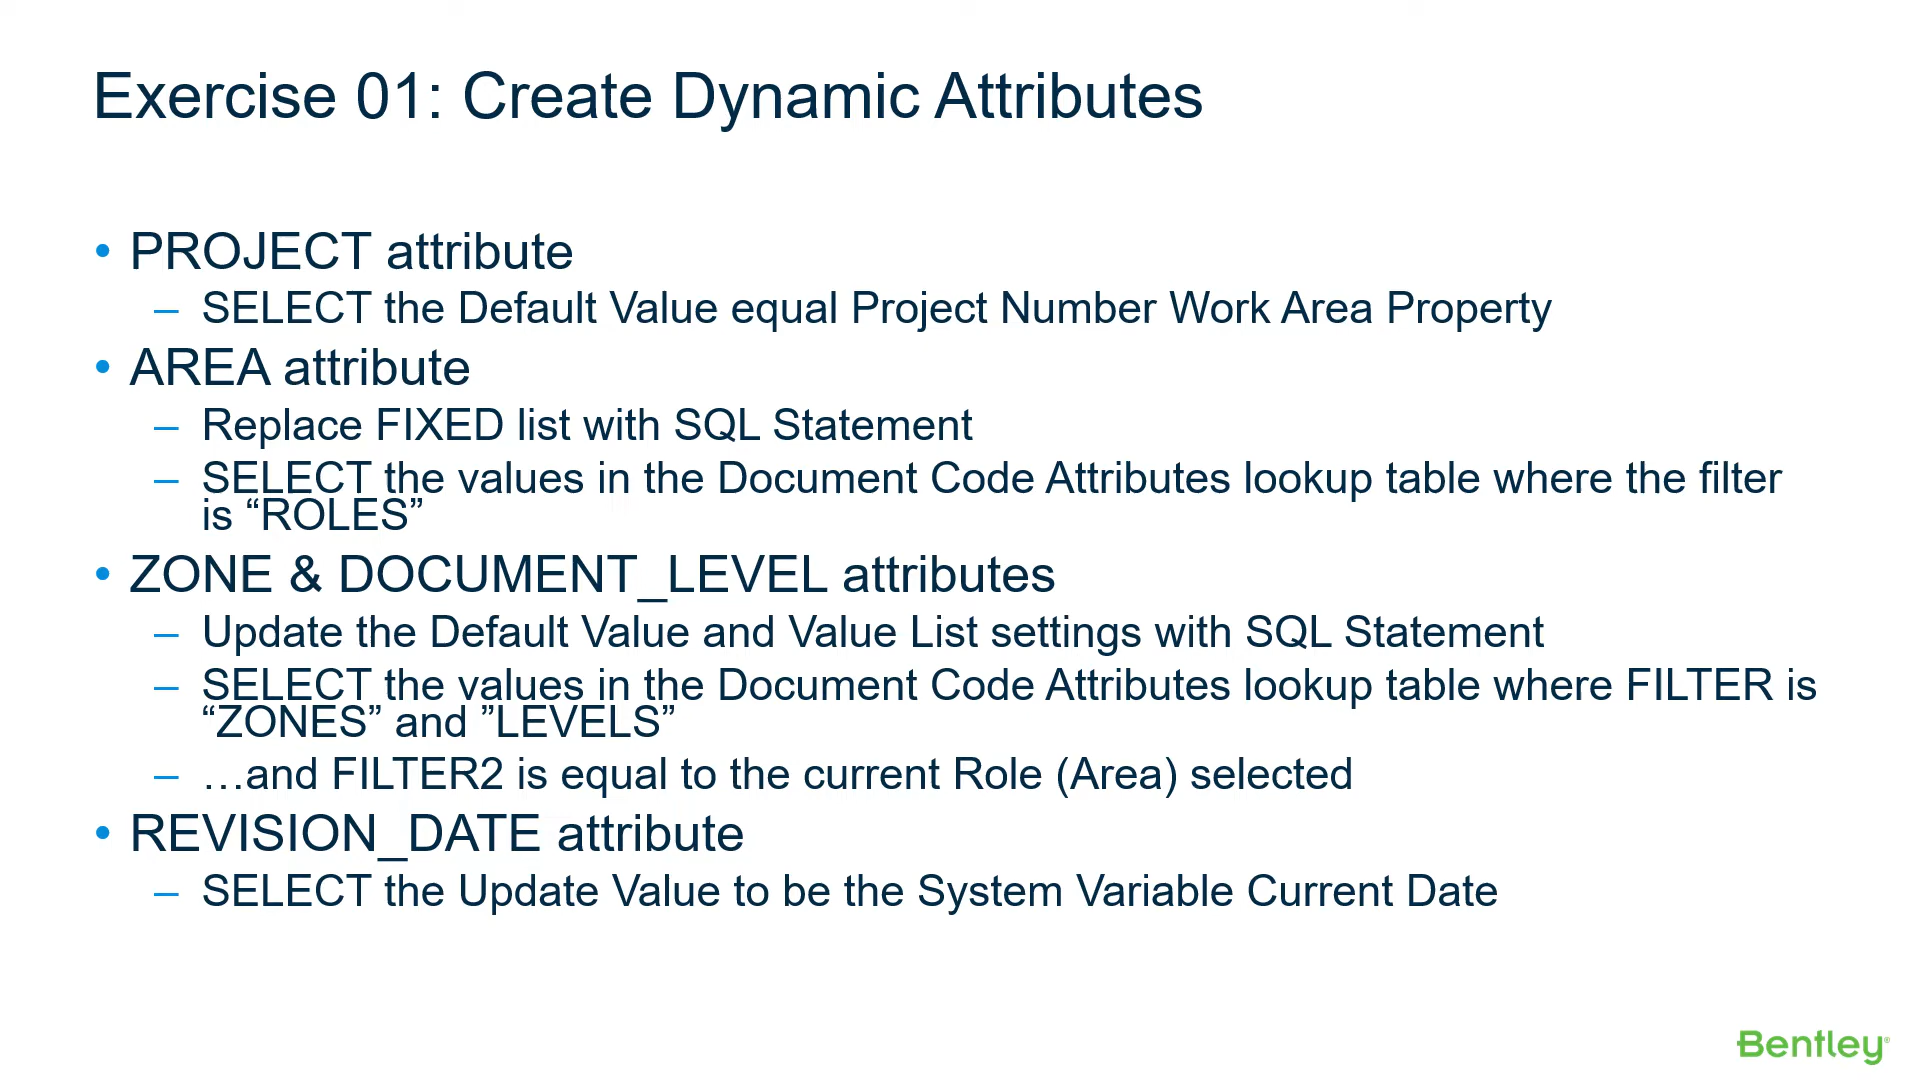 Exercise 01: Create Dynamic Attributes
• PROJECT attribute
– SELECT the Default Value equal Project Number Work Area Property
• AREA attribute
– Replace FIXED list with SQL Statement
– SELECT the values in the Document Code Attributes lookup table where the filter
is “ROLES”
• ZONE & DOCUMENT_LEVEL attributes
– Update the Default Value and Value List settings with SQL Statement
– SELECT the values in the Document Code Attributes lookup table where FILTER is
“ZONES” and ”LEVELS”
– …and FILTER2 is equal to the current Role (Area) selected
• REVISION_DATE attribute
– SELECT the Update Value to be the System Variable Current Date
Bentley®